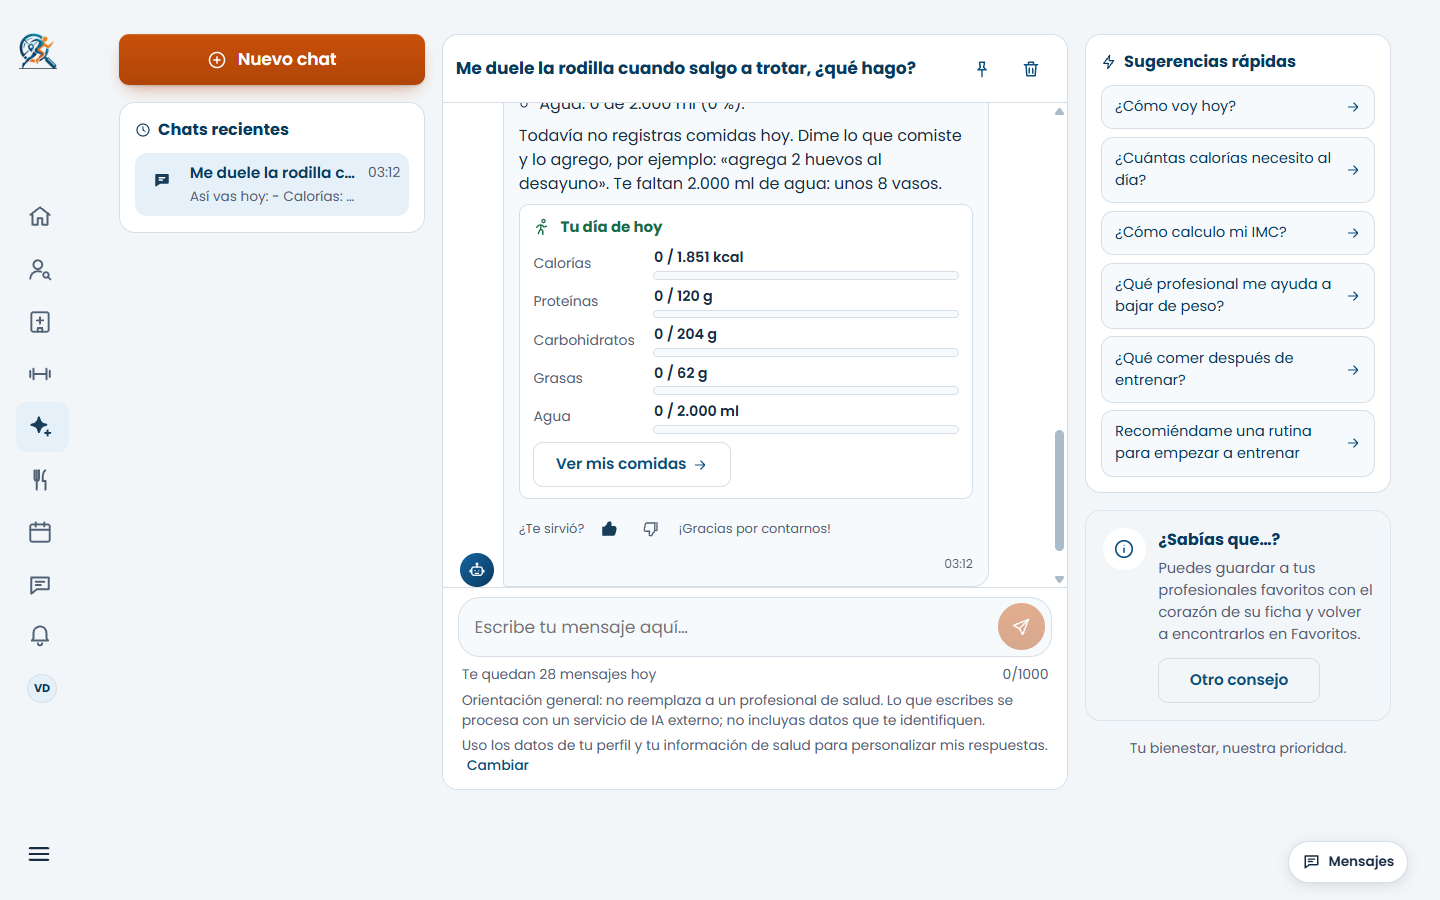 Nuevo chat
Chats recientes
Me duele la rodilla c... 03:12
Así vas hoy: - Calorías: ...
Me duele la rodilla cuando salgo a trotar, ¿qué hago?
Agua: 0 de 2.000 ml (0 %).
Todavía no registras comidas hoy. Dime lo que comiste
y lo agrego, por ejemplo: «agrega 2 huevos al
desayuno». Te faltan 2.000 ml de agua: unos 8 vasos.
Tu día de hoy
Calorías 0 / 1.851 kcal
Proteínas 0 / 120 g
Carbohidratos 0 / 204 g
Grasas 0 / 62 g
Agua 0 / 2.000 ml
Ver mis comidas
¿Te sirvió? ¡Gracias por contarnos!
03:12
Escribe tu mensaje aquí...
Te quedan 28 mensajes hoy 0/1000
Orientación general: no reemplaza a un profesional de salud. Lo que escribes se
procesa con un servicio de IA externo; no incluyas datos que te identifiquen.
Uso los datos de tu perfil y tu información de salud para personalizar mis respuestas.
Cambiar
Sugerencias rápidas
¿Cómo voy hoy?
¿Cuántas calorías necesito al
día?
¿Cómo calculo mi IMC?
¿Qué profesional me ayuda a
bajar de peso?
¿Qué comer después de
entrenar?
Recomiéndame una rutina
para empezar a entrenar
¿Sabías que...?
Puedes guardar a tus
profesionales favoritos con el
corazón de su ficha y volver
a encontrarlos en Favoritos.
Otro consejo
Tu bienestar, nuestra prioridad.
VD
Mensajes